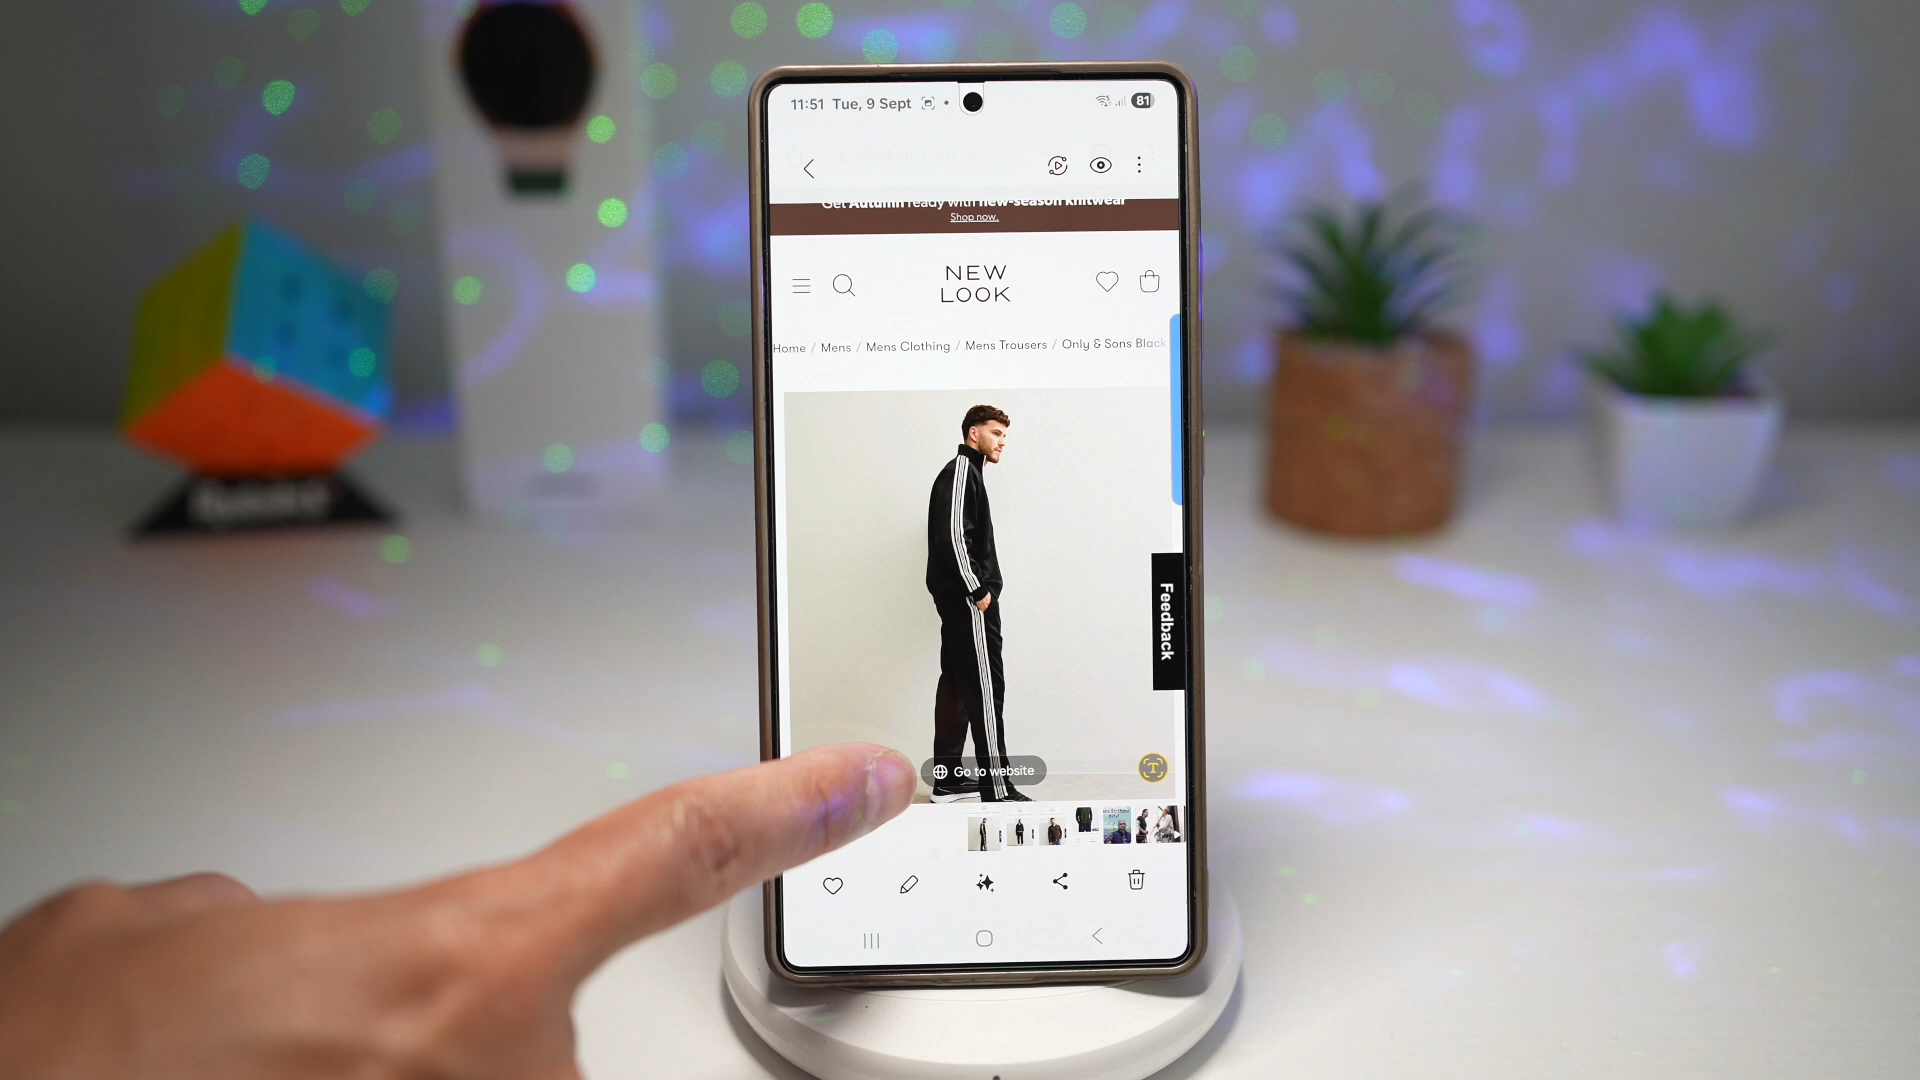 11:51 Tue, 9 Sept
81
Get Autumn ready with new-season knitwear
Shop now.
NEW
LOOK
Home / Mens / Mens Clothing / Mens Trousers / Only & Sons Black
Feedback
Go to website
T